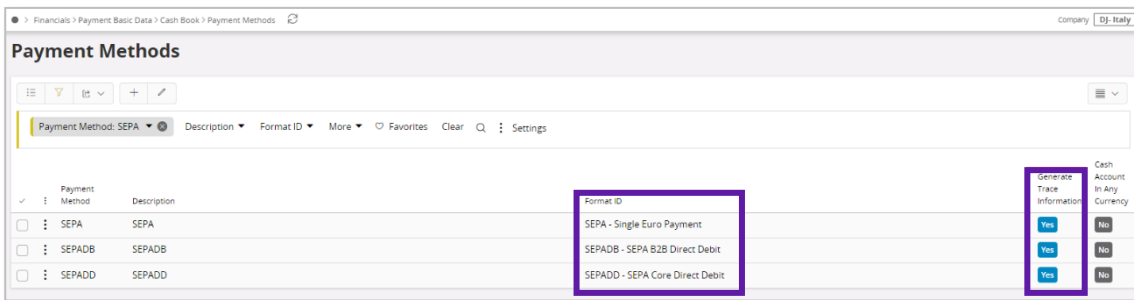 > Financials > Payment Basic Data > Cash Book > Payment Methods Company DJ- Italy
Payment Methods
Payment Method: SEPA Description Format ID More Favorites Clear Settings
Payment Method Description Format ID Generate Trace Information Cash Account In Any Currency
SEPA SEPA SEPA - Single Euro Payment Yes No
SEPADB SEPADB SEPADB - SEPA B2B Direct Debit Yes No
SEPADD SEPADD SEPADD - SEPA Core Direct Debit Yes No